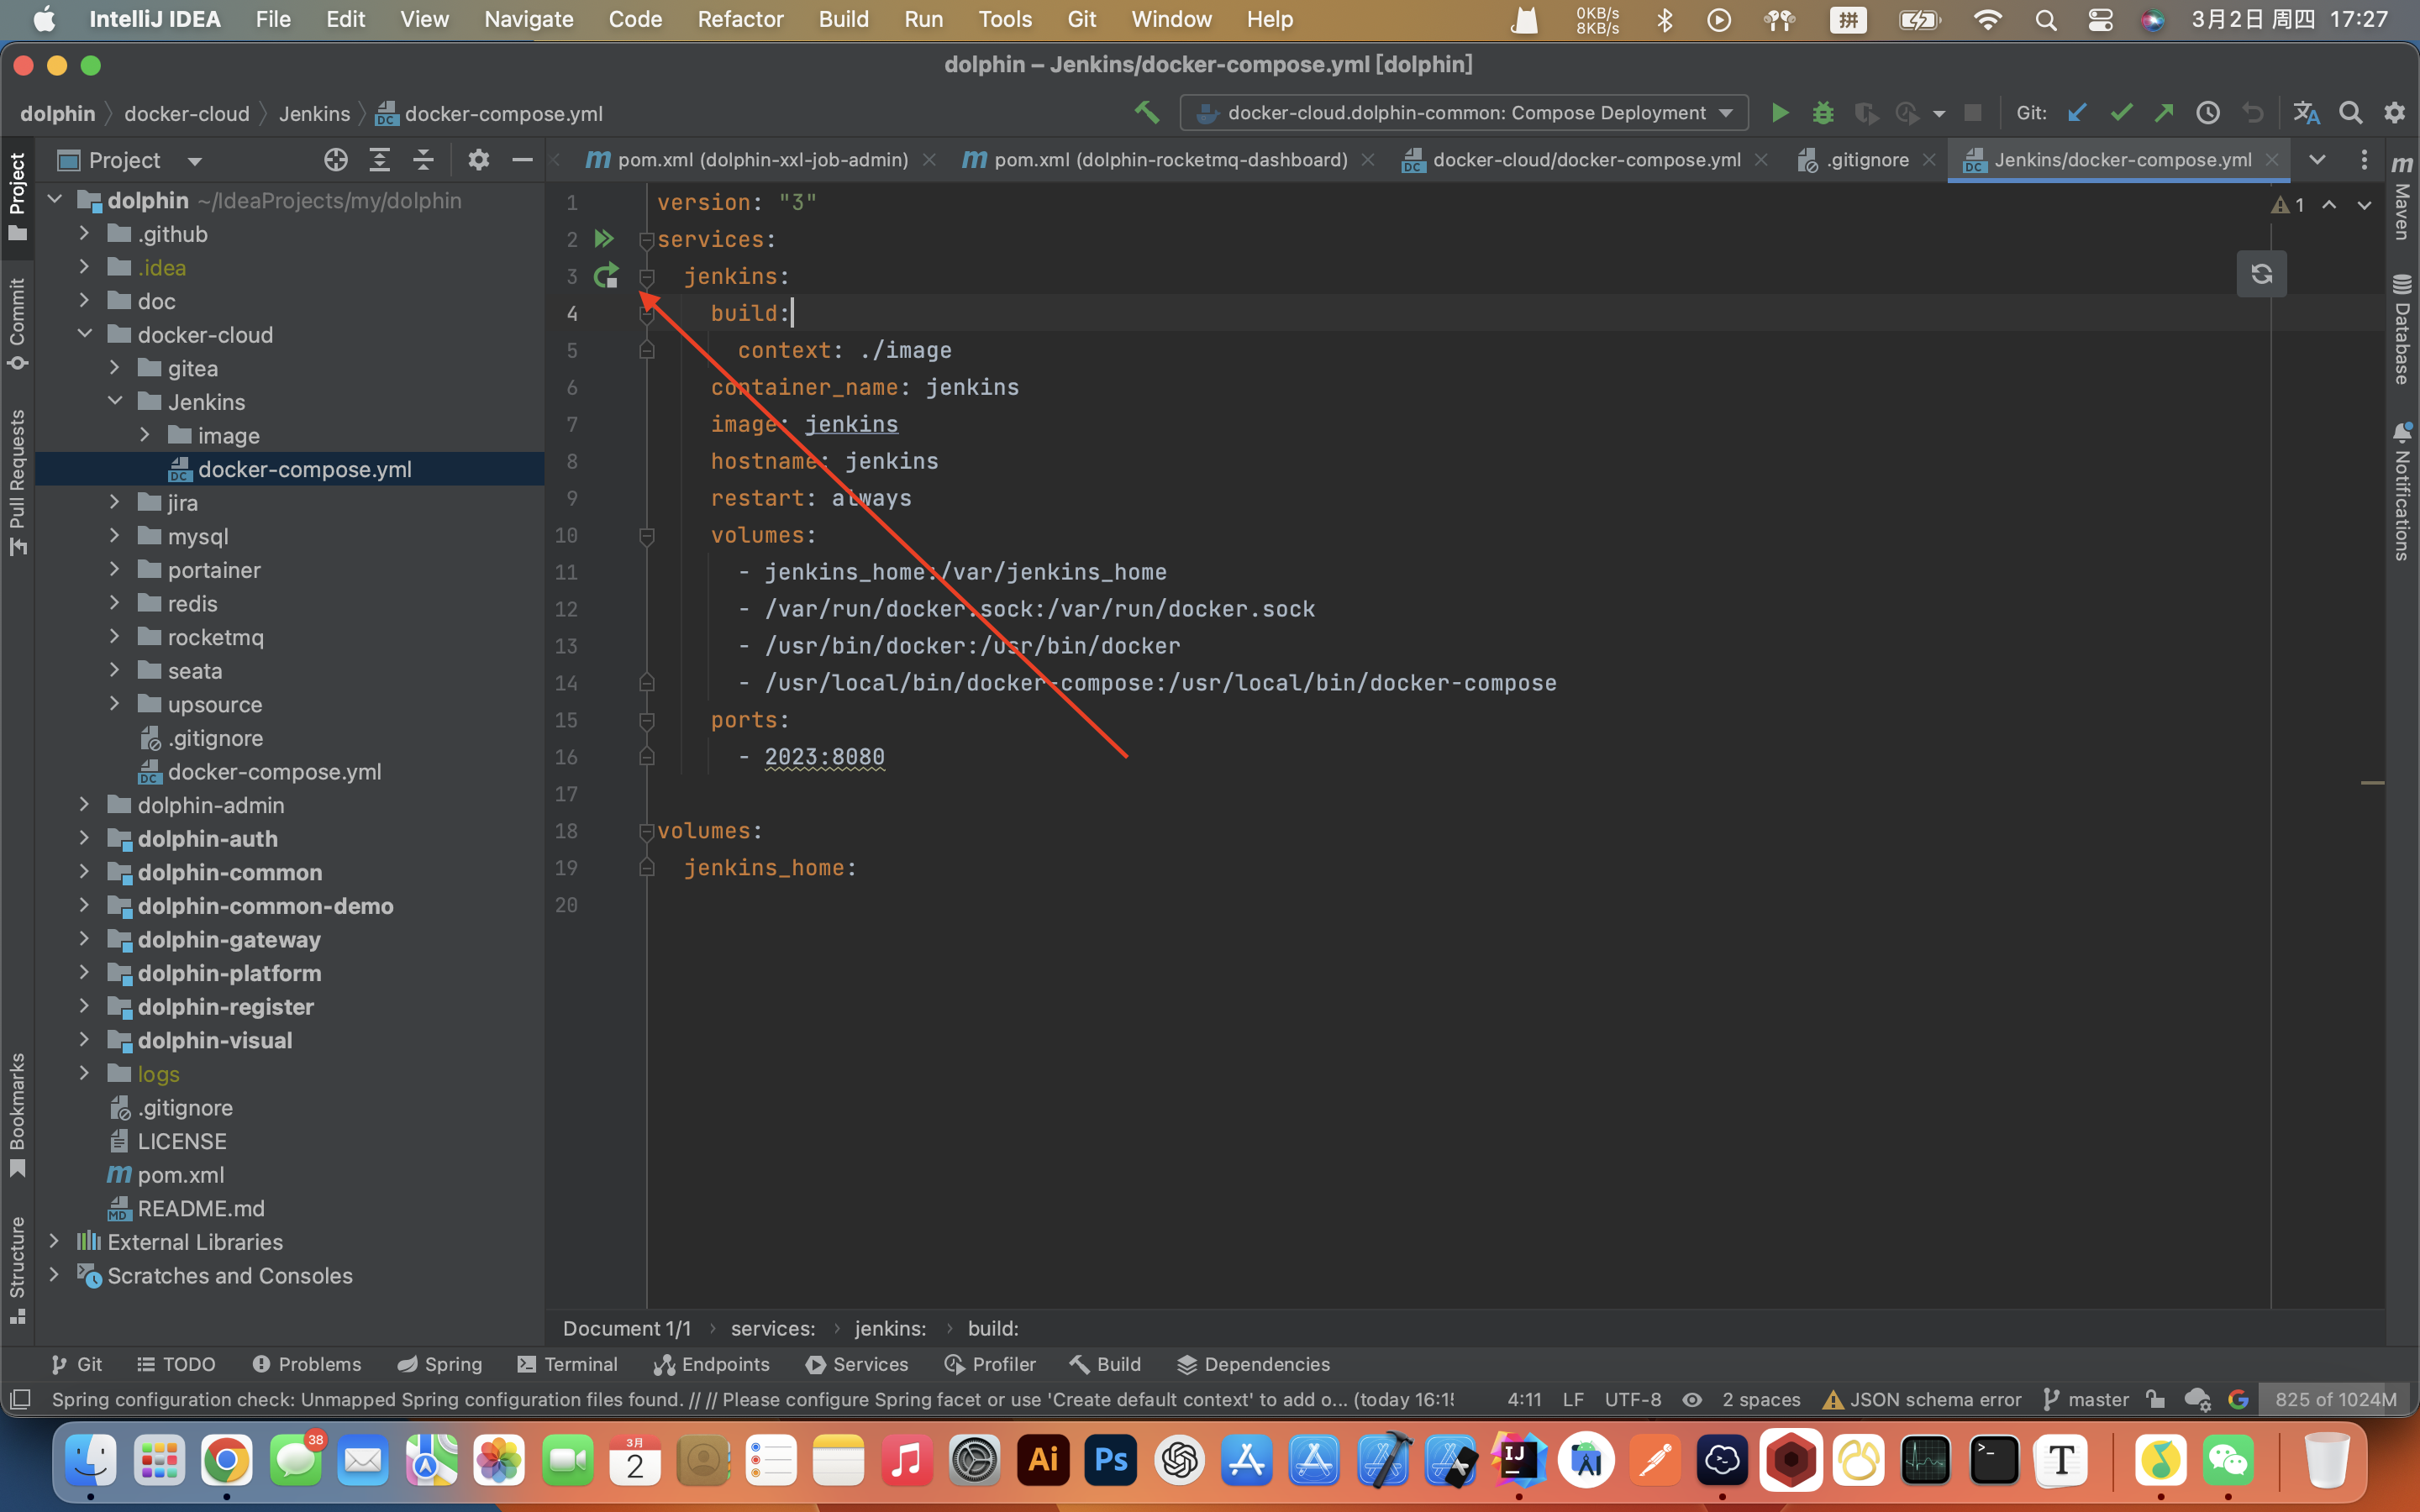 IntelliJ IDEA File Edit View Navigate Code Refactor Build Run Tools Git Window Help 0KB/s 8KB/s 拼 3月2日 周四 17:27
dolphin – Jenkins/docker-compose.yml [dolphin]
dolphin docker-cloud Jenkins docker-compose.yml docker-cloud.dolphin-common: Compose Deployment Git:
Project pom.xml (dolphin-xxl-job-admin) pom.xml (dolphin-rocketmq-dashboard) docker-cloud/docker-compose.yml .gitignore Jenkins/docker-compose.yml
Project
Commit
Pull Requests
Bookmarks
Structure
dolphin ~/IdeaProjects/my/dolphin
.github
.idea
doc
docker-cloud
gitea
Jenkins
image
docker-compose.yml
jira
mysql
portainer
redis
rocketmq
seata
upsource
.gitignore
docker-compose.yml
dolphin-admin
dolphin-auth
dolphin-common
dolphin-common-demo
dolphin-gateway
dolphin-platform
dolphin-register
dolphin-visual
logs
.gitignore
LICENSE
pom.xml
README.md
External Libraries
Scratches and Consoles
1 version: "3"
2 services:
3 jenkins:
4 build:
5 context: ./image
6 container_name: jenkins
7 image: jenkins
8 hostname: jenkins
9 restart: always
10 volumes:
11 - jenkins_home:/var/jenkins_home
12 - /var/run/docker.sock:/var/run/docker.sock
13 - /usr/bin/docker:/usr/bin/docker
14 - /usr/local/bin/docker-compose:/usr/local/bin/docker-compose
15 ports:
16 - 2023:8080
17
18 volumes:
19 jenkins_home:
20
1
Maven
Database
Notifications
Document 1/1 services: jenkins: build:
Git TODO Problems Spring Terminal Endpoints Services Profiler Build Dependencies
Spring configuration check: Unmapped Spring configuration files found. // // Please configure Spring facet or use 'Create default context' to add o... (today 16:15 4:11 LF UTF-8 2 spaces JSON schema error master 825 of 1024M
38
3月
2
Ai
Ps
IJ
T